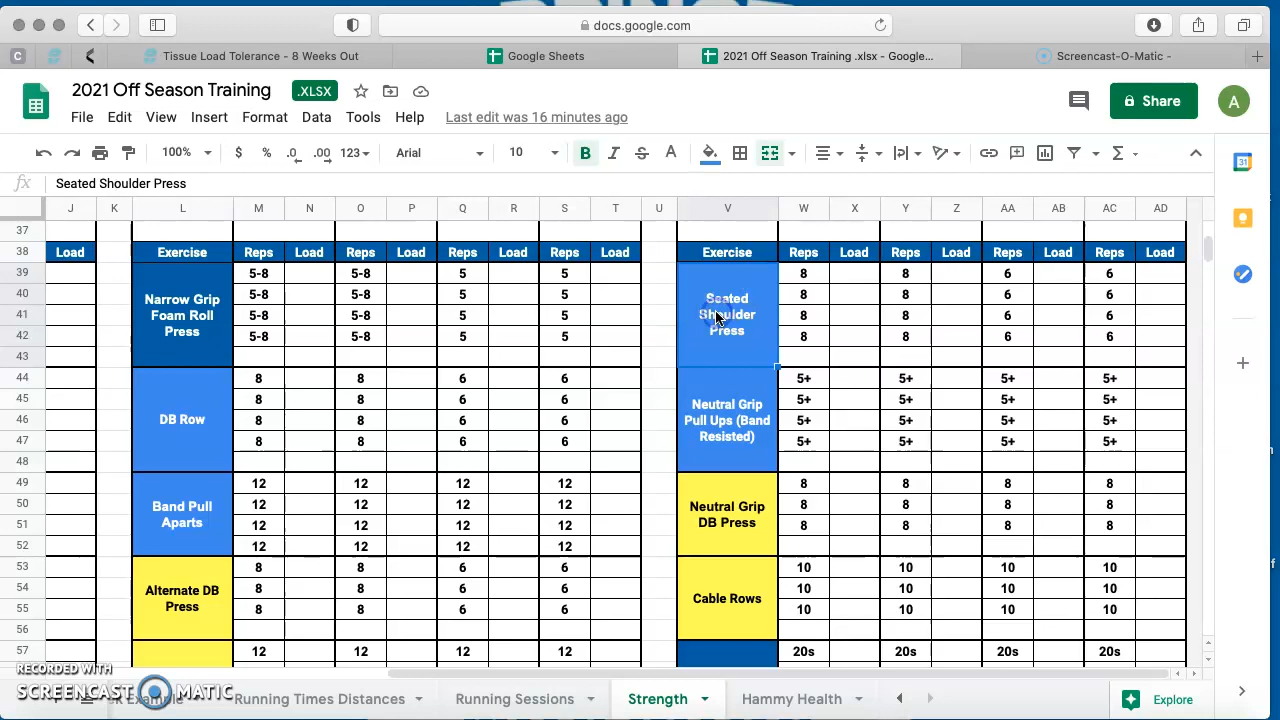 docs.google.com
Tissue Load Tolerance - 8 Weeks Out
Google Sheets
2021 Off Season Training .xlsx - Google...
Screencast-O-Matic -
2021 Off Season Training
.XLSX
File Edit View Insert Format Data Tools Help
Last edit was 16 minutes ago
Share
A
100% $ % .0 .00 123 Arial 10 B I S A
31
fx Seated Shoulder Press
J K L M N O P Q R S T U V W X Y Z AA AB AC AD
37
38 Load Exercise Reps Load Reps Load Reps Load Reps Load Exercise Reps Load Reps Load Reps Load Reps Load
39 5-8 5-8 5 5 8 8 6 6
40 5-8 5-8 5 5 8 8 6 6
Narrow Grip Foam Roll Press
Seated Shoulder Press
41 5-8 5-8 5 5 8 8 6 6
42 5-8 5-8 5 5 8 8 6 6
43
44 8 8 6 6 5+ 5+ 5+ 5+
45 8 8 6 6 5+ 5+ 5+ 5+
DB Row
Neutral Grip Pull Ups (Band Resisted)
46 8 8 6 6 5+ 5+ 5+ 5+
47 8 8 6 6 5+ 5+ 5+ 5+
48
49 12 12 12 12 8 8 8 8
50 12 12 12 12 8 8 8 8
Band Pull Aparts
Neutral Grip DB Press
51 12 12 12 12 8 8 8 8
52 12 12 12 12
53 8 8 6 6 10 10 10 10
54 8 8 6 6 10 10 10 10
Alternate DB Press
Cable Rows
55 8 8 6 6 10 10 10 10
56
57 12 12 12 12 20s 20s 20s 20s
RECORDED WITH
SCREENCAST MATIC
Running Times Distances
Running Sessions
Strength
Hammy Health
Explore